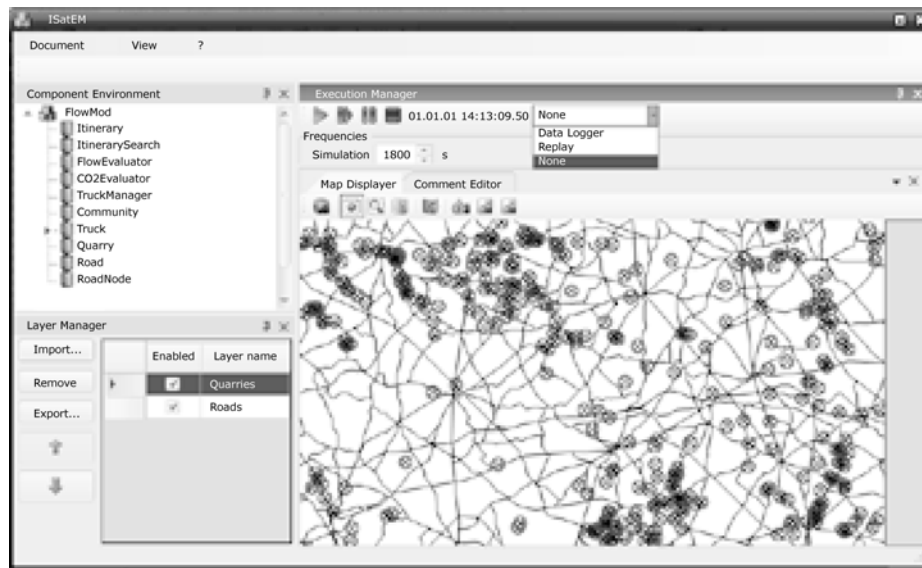 ISatEM
Document View ?
Component Environment
FlowMod
Itinerary
ItinerarySearch
FlowEvaluator
CO2Evaluator
TruckManager
Community
Truck
Quarry
Road
RoadNode
Execution Manager
01.01.01 14:13:09.50 None
Data Logger
Replay
None
Frequencies
Simulation 1800 s
Map Displayer Comment Editor
Layer Manager
Import...
Remove
Export...
Enabled Layer name
Quarries
Roads